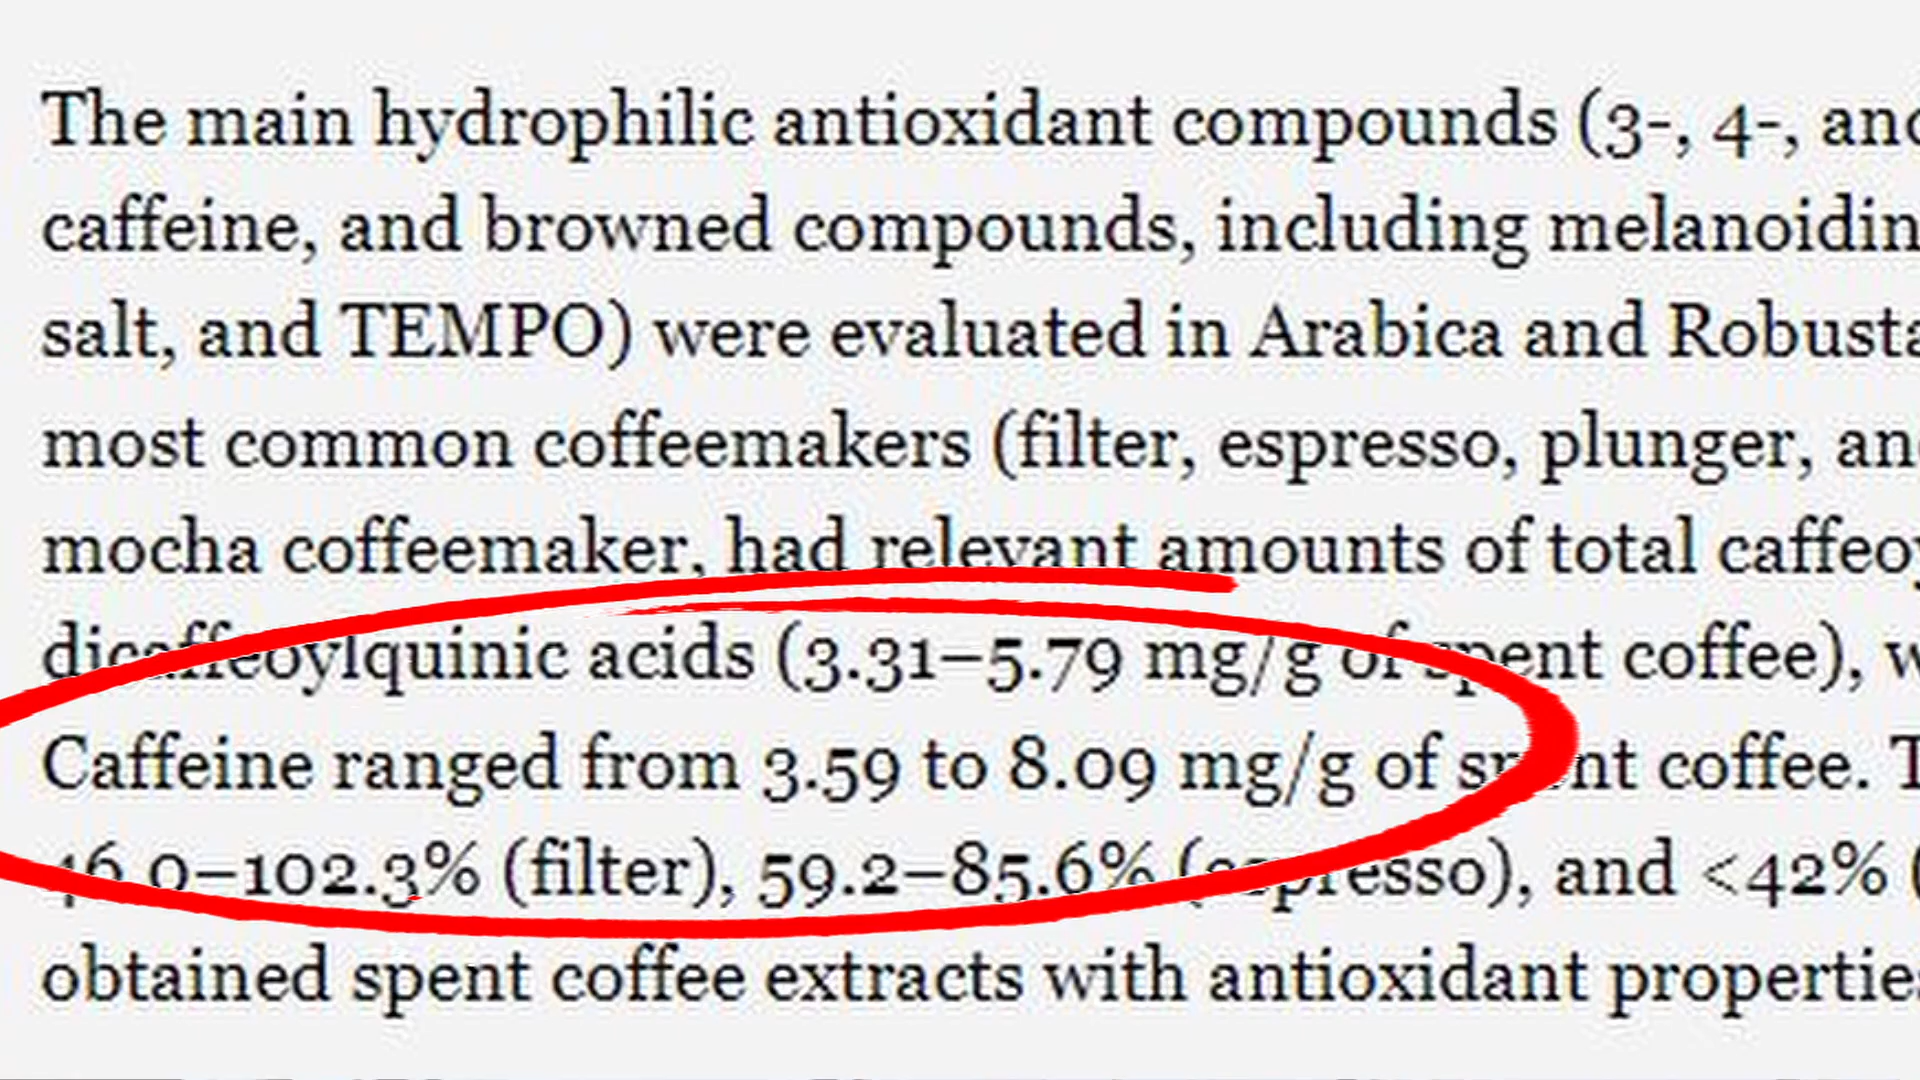 The main hydrophilic antioxidant compounds (3-, 4-, and
caffeine, and browned compounds, including melanoidin
salt, and TEMPO) were evaluated in Arabica and Robusta
most common coffeemakers (filter, espresso, plunger, and
mocha coffeemaker, had relevant amounts of total caffeoy
dicaffeoylquinic acids (3.31–5.79 mg/g of spent coffee), w
Caffeine ranged from 3.59 to 8.09 mg/g of spent coffee. T
46.0–102.3% (filter), 59.2–85.6% (espresso), and <42% (
obtained spent coffee extracts with antioxidant properties